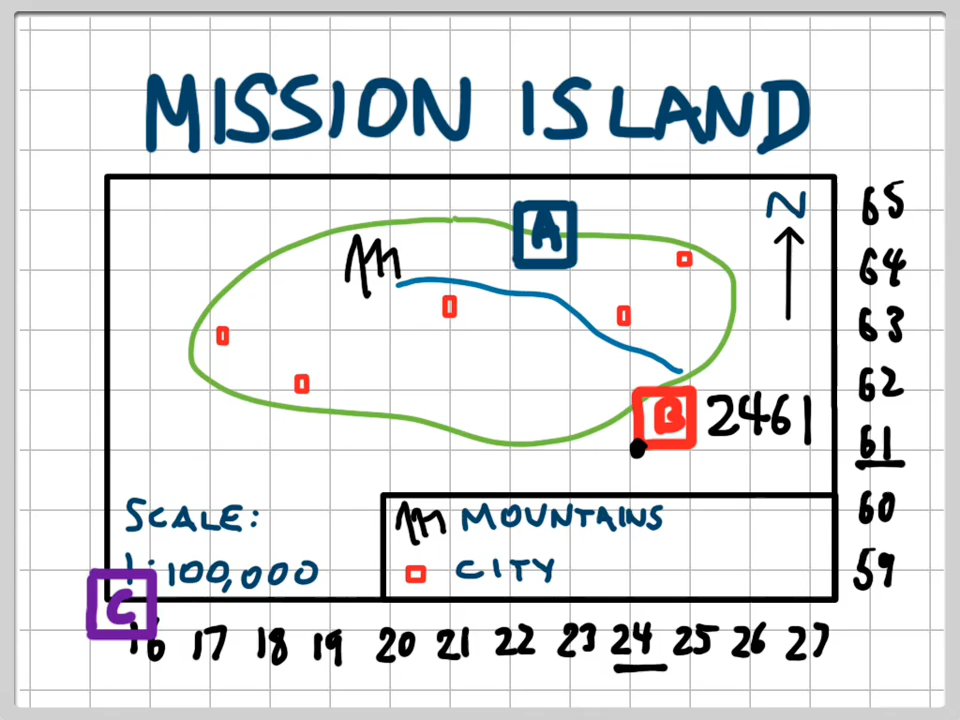 MISSION ISLAND
N
A
B 2461
65
64
63
62
61
60
59
SCALE:
1:100,000
MOUNTAINS
CITY
C
16 17 18 19 20 21 22 23 24 25 26 27